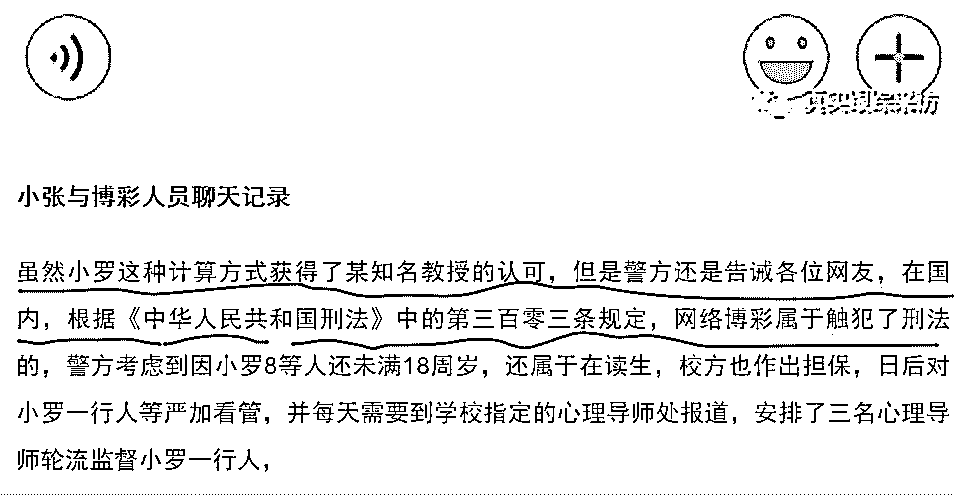 真实现场采访
小张与博彩人员聊天记录
虽然小罗这种计算方式获得了某知名教授的认可，但是警方还是告诫各位网友，在国
内，根据《中华人民共和国刑法》中的第三百零三条规定，网络博彩属于触犯了刑法
的，警方考虑到因小罗8等人还未满18周岁，还属于在读生，校方也作出担保，日后对
小罗一行人等严加看管，并每天需要到学校指定的心理导师处报道，安排了三名心理导
师轮流监督小罗一行人，